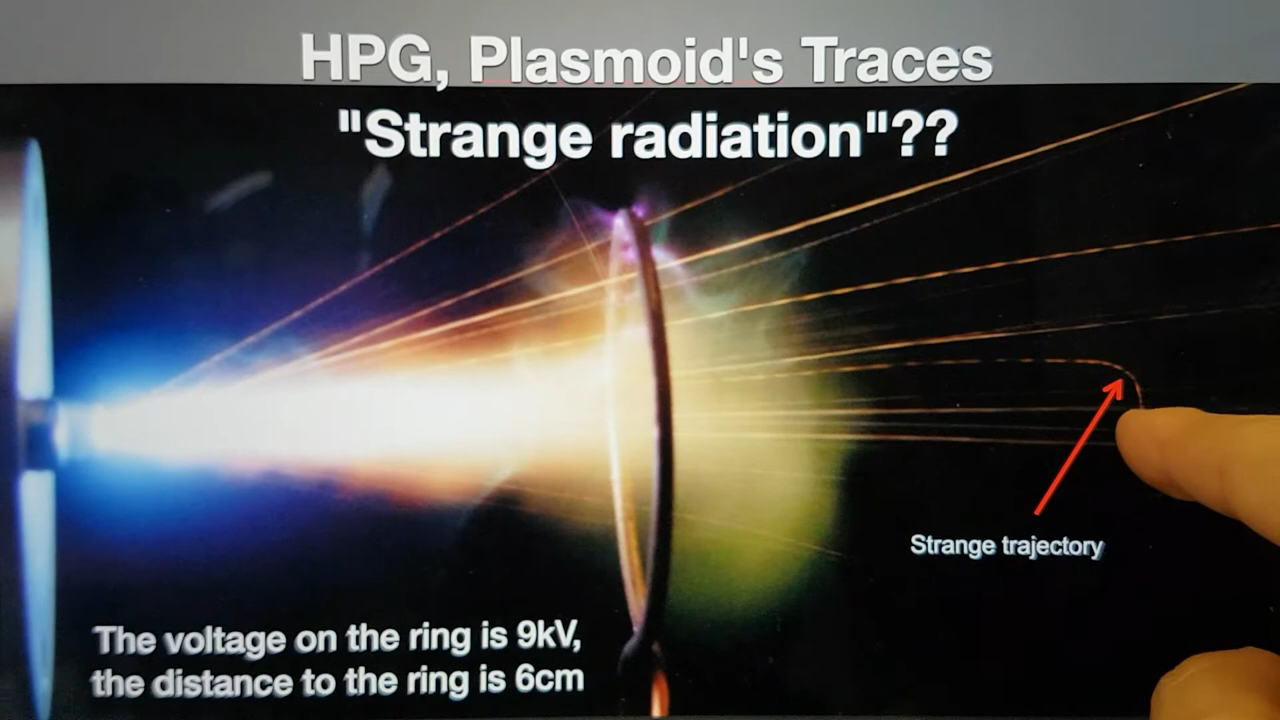 HPG, Plasmoid's Traces
"Strange radiation"??
Strange trajectory
The voltage on the ring is 9kV,
the distance to the ring is 6cm